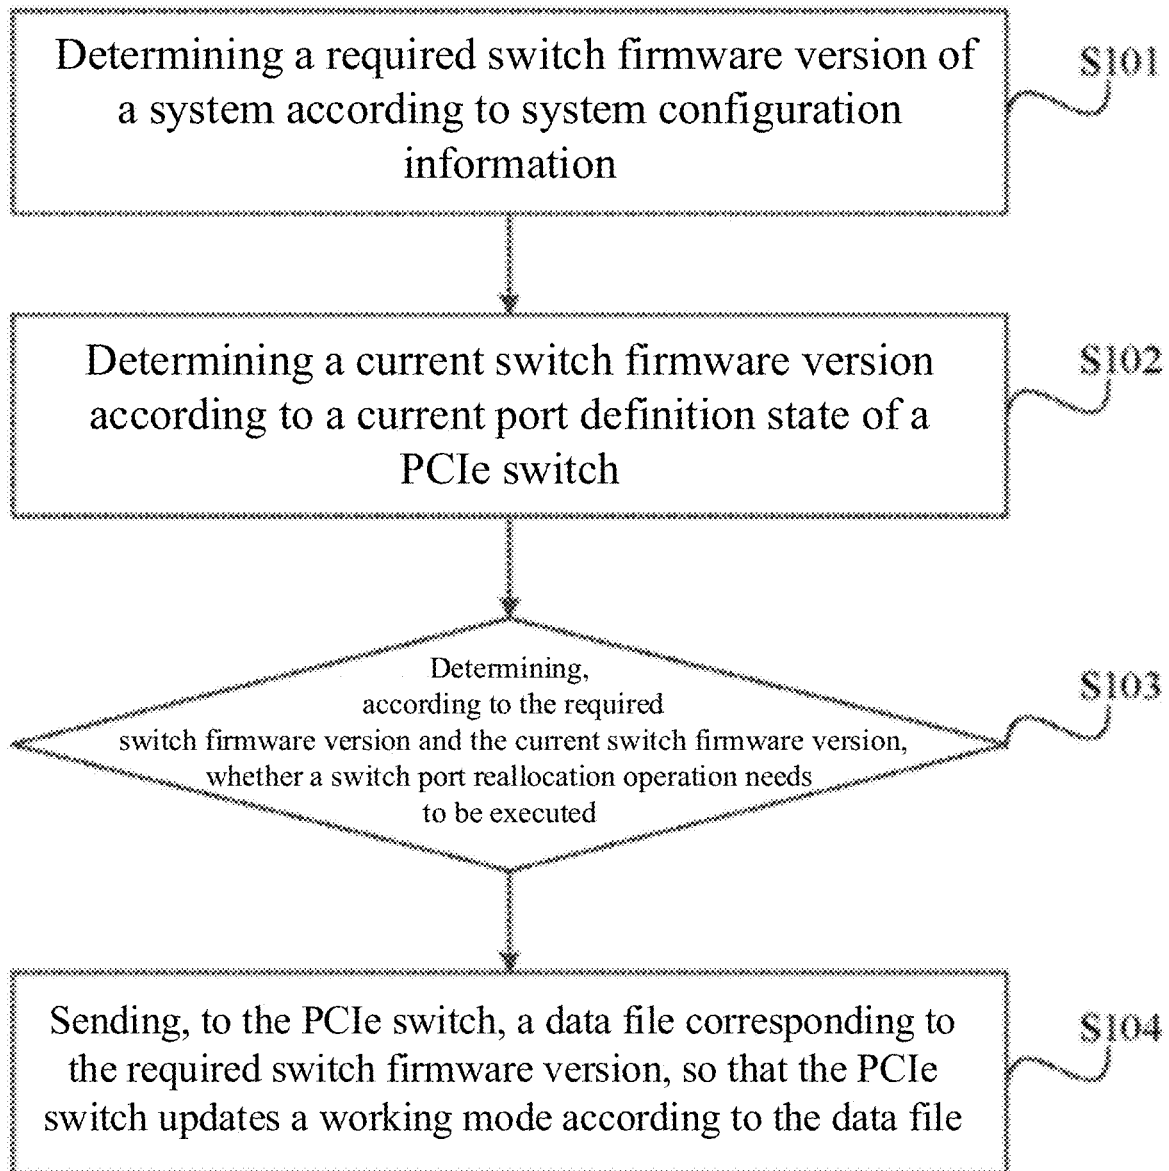 Determining a required switch firmware version of
a system according to system configuration
information
S101
Determining a current switch firmware version
according to a current port definition state of a
PCIe switch
S102
Determining,
according to the required
switch firmware version and the current switch firmware version,
whether a switch port reallocation operation needs
to be executed
S103
Sending, to the PCIe switch, a data file corresponding to
the required switch firmware version, so that the PCIe
switch updates a working mode according to the data file
S104